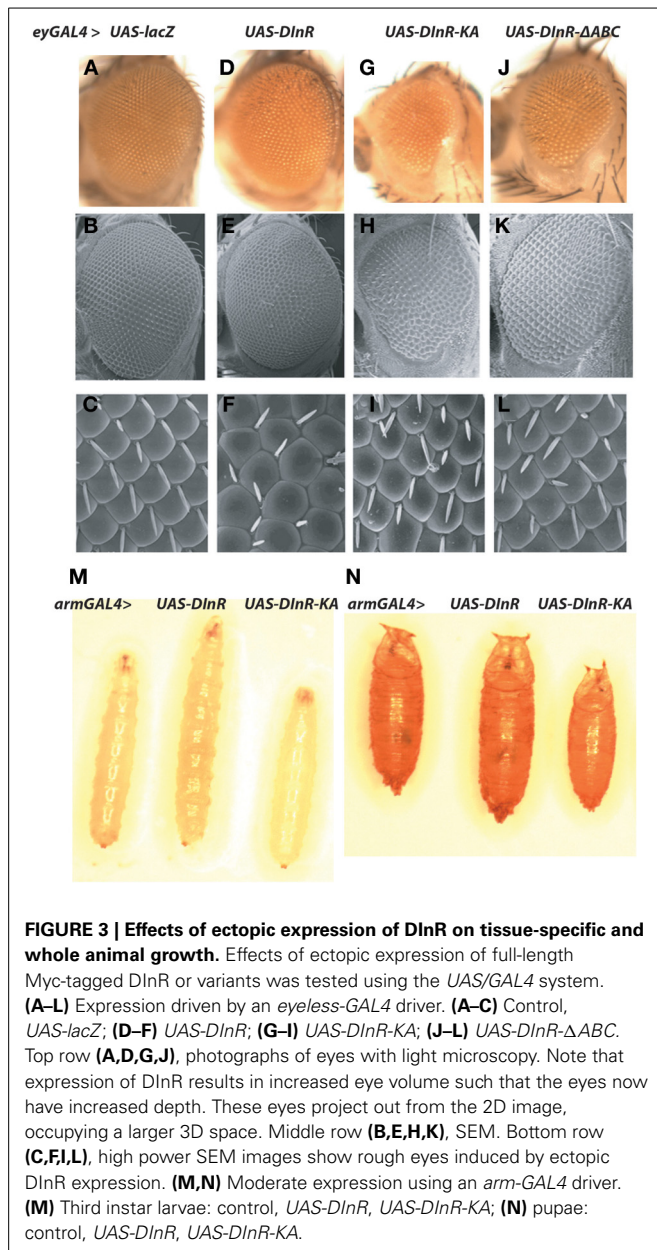 eyGAL4 > UAS-lacZ UAS-DInR UAS-DInR-KA UAS-DInR-ΔABC
A D G J
B E H K
C F I L
M N
armGAL4> UAS-DInR UAS-DInR-KA armGAL4> UAS-DInR UAS-DInR-KA
FIGURE 3 | Effects of ectopic expression of DInR on tissue-specific and
whole animal growth. Effects of ectopic expression of full-length
Myc-tagged DInR or variants was tested using the UAS/GAL4 system.
(A–L) Expression driven by an eyeless-GAL4 driver. (A–C) Control,
UAS-lacZ; (D–F) UAS-DInR; (G–I) UAS-DInR-KA; (J–L) UAS-DInR-ΔABC.
Top row (A,D,G,J), photographs of eyes with light microscopy. Note that
expression of DInR results in increased eye volume such that the eyes now
have increased depth. These eyes project out from the 2D image,
occupying a larger 3D space. Middle row (B,E,H,K), SEM. Bottom row
(C,F,I,L), high power SEM images show rough eyes induced by ectopic
DInR expression. (M,N) Moderate expression using an arm-GAL4 driver.
(M) Third instar larvae: control, UAS-DInR, UAS-DInR-KA; (N) pupae:
control, UAS-DInR, UAS-DInR-KA.